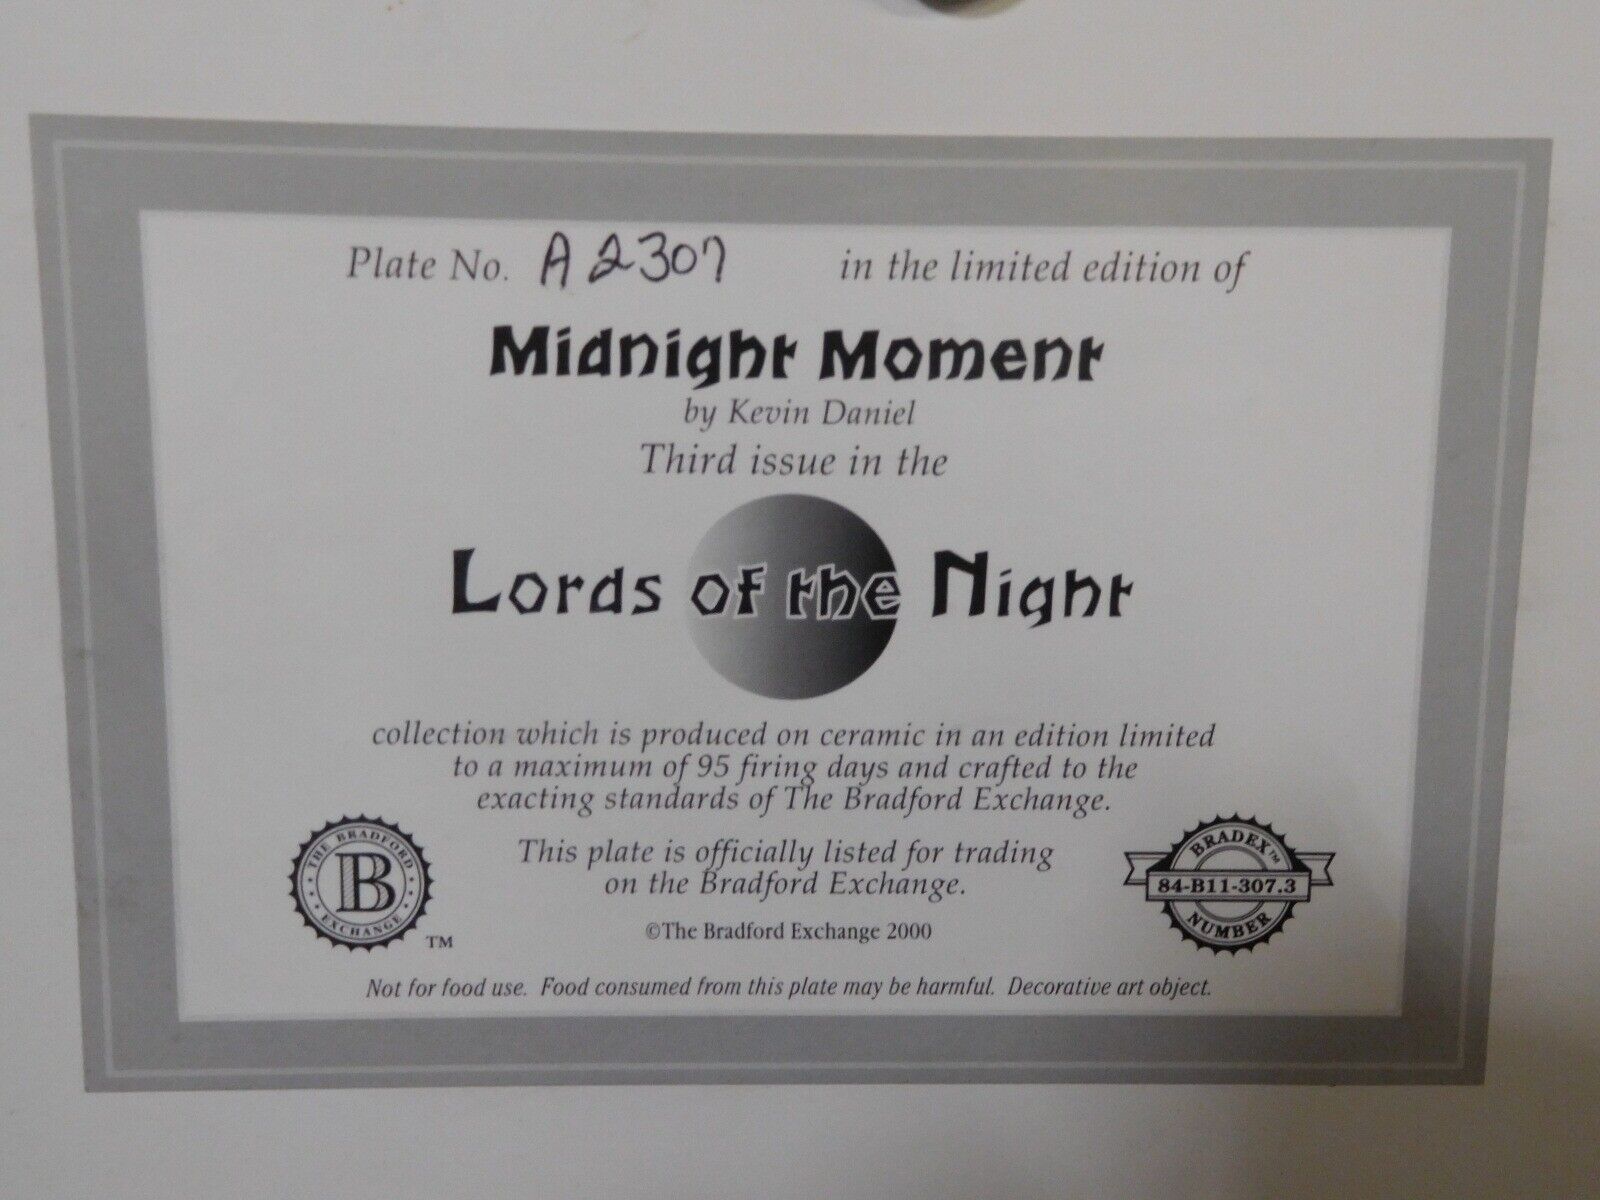 Plate No. A2307 in the limited edition of
Midnight Moment
by Kevin Daniel
Third issue in the
Lords of the Night
collection which is produced on ceramic in an edition limited
to a maximum of 95 firing days and crafted to the
exacting standards of The Bradford Exchange.
This plate is officially listed for trading
on the Bradford Exchange.
©The Bradford Exchange 2000
THE BRADFORD
B
EXCHANGE
TM
BRADEX™
84-B11-307.3
NUMBER
Not for food use. Food consumed from this plate may be harmful. Decorative art object.